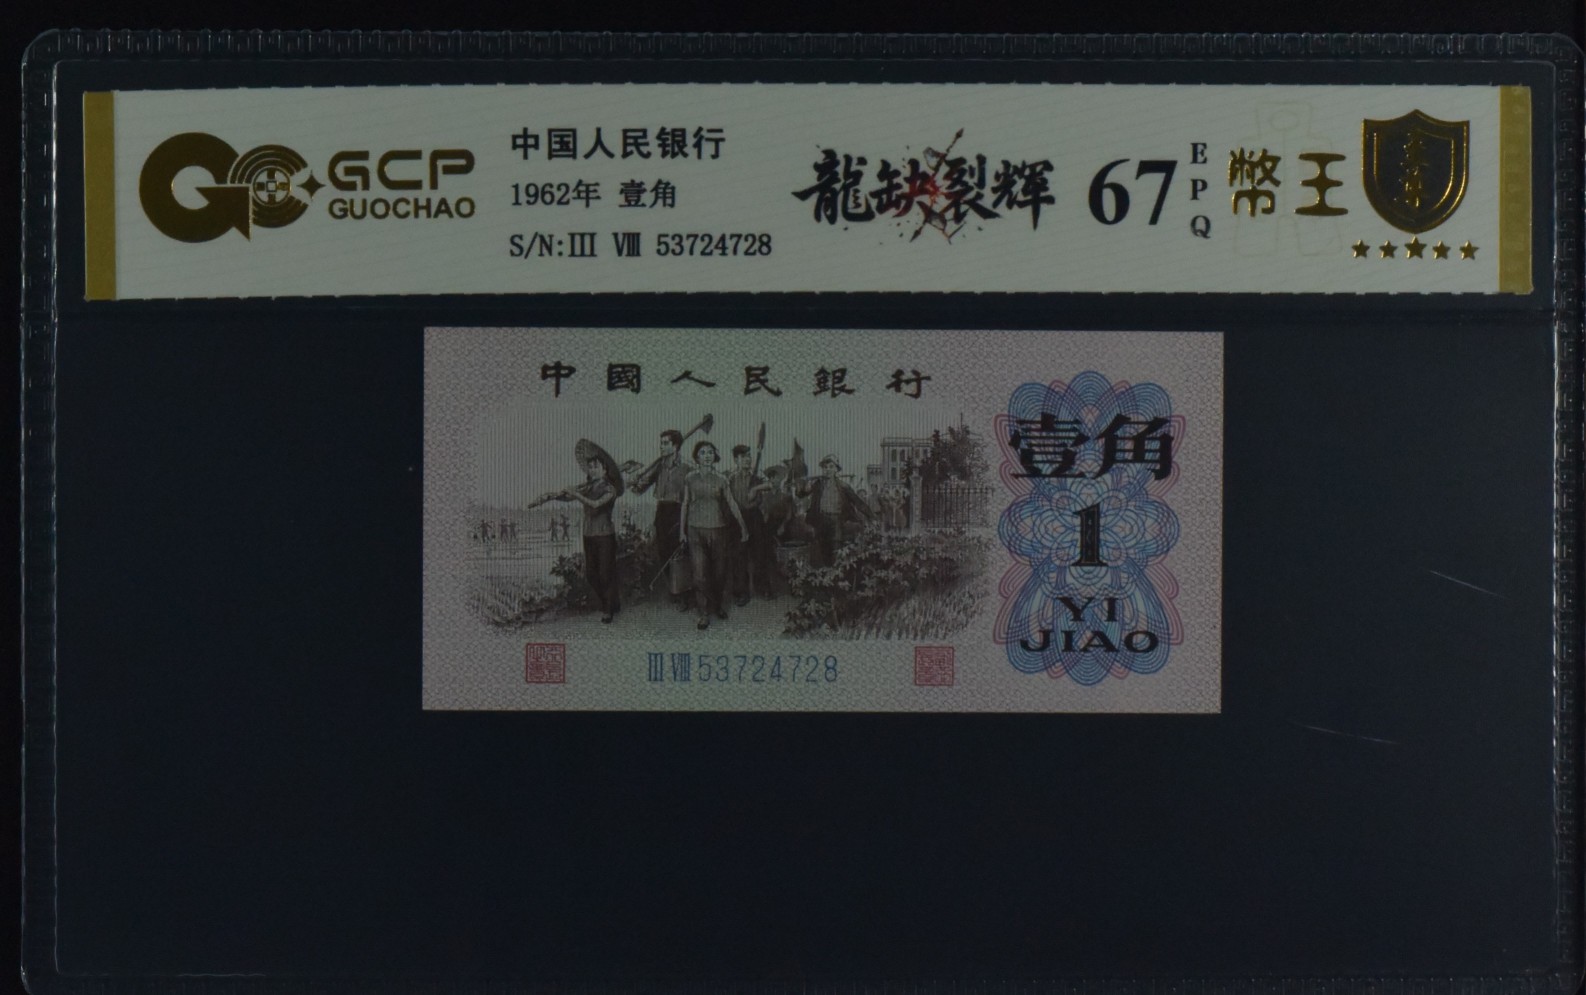 GCP
GUOCHAO
中国人民银行
1962年 壹角
S/N:III VIII 53724728
龍缺裂辉
67
EPQ
幣王
中國人民銀行
壹角
1
YI
JIAO
III VIII 53724728